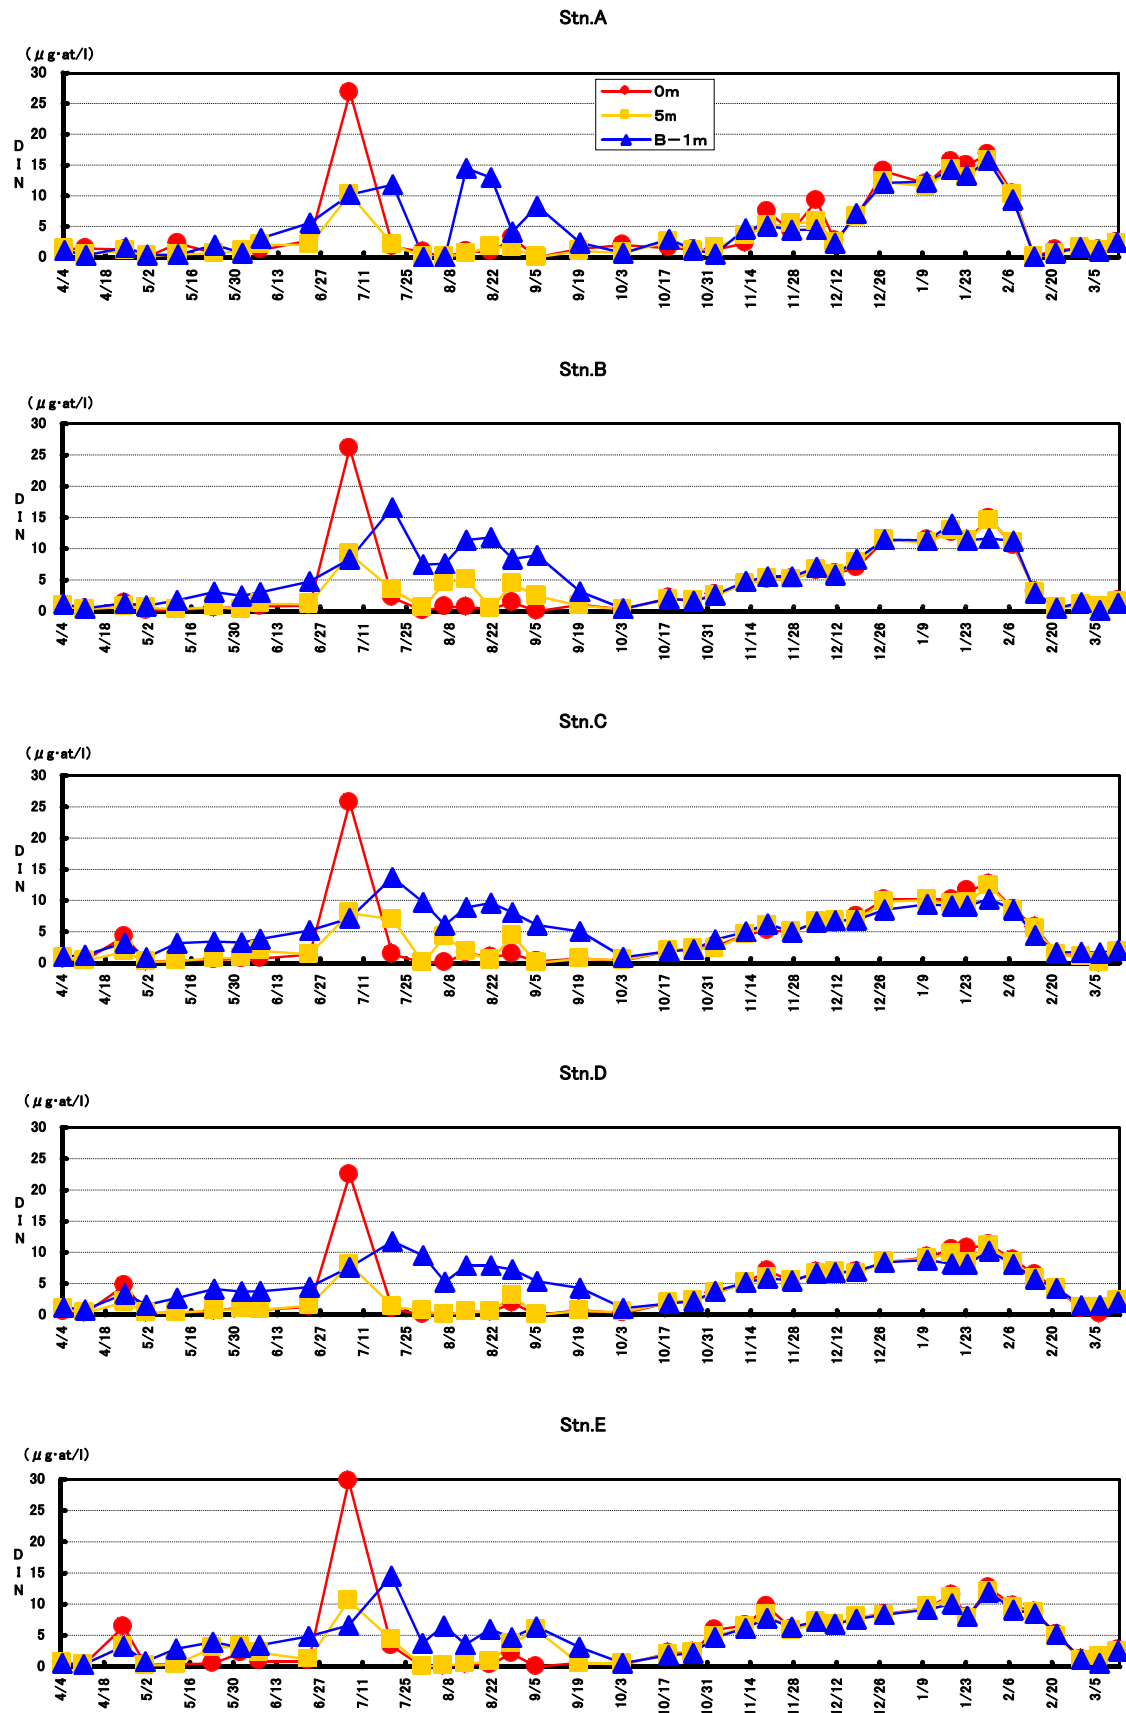 Stn.A
(μg·at/l)
30
25
20
15
10
5
0
D
I
N
0m
5m
B－1m
4/4 4/18 5/2 5/16 5/30 6/13 6/27 7/11 7/25 8/8 8/22 9/5 9/19 10/3 10/17 10/31 11/14 11/28 12/12 12/26 1/9 1/23 2/6 2/20 3/5
Stn.B
(μg·at/l)
30
25
20
15
10
5
0
D
I
N
4/4 4/18 5/2 5/16 5/30 6/13 6/27 7/11 7/25 8/8 8/22 9/5 9/19 10/3 10/17 10/31 11/14 11/28 12/12 12/26 1/9 1/23 2/6 2/20 3/5
Stn.C
(μg·at/l)
30
25
20
15
10
5
0
D
I
N
4/4 4/18 5/2 5/16 5/30 6/13 6/27 7/11 7/25 8/8 8/22 9/5 9/19 10/3 10/17 10/31 11/14 11/28 12/12 12/26 1/9 1/23 2/6 2/20 3/5
Stn.D
(μg·at/l)
30
25
20
15
10
5
0
D
I
N
4/4 4/18 5/2 5/16 5/30 6/13 6/27 7/11 7/25 8/8 8/22 9/5 9/19 10/3 10/17 10/31 11/14 11/28 12/12 12/26 1/9 1/23 2/6 2/20 3/5
Stn.E
(μg·at/l)
30
25
20
15
10
5
0
D
I
N
4/4 4/18 5/2 5/16 5/30 6/13 6/27 7/11 7/25 8/8 8/22 9/5 9/19 10/3 10/17 10/31 11/14 11/28 12/12 12/26 1/9 1/23 2/6 2/20 3/5